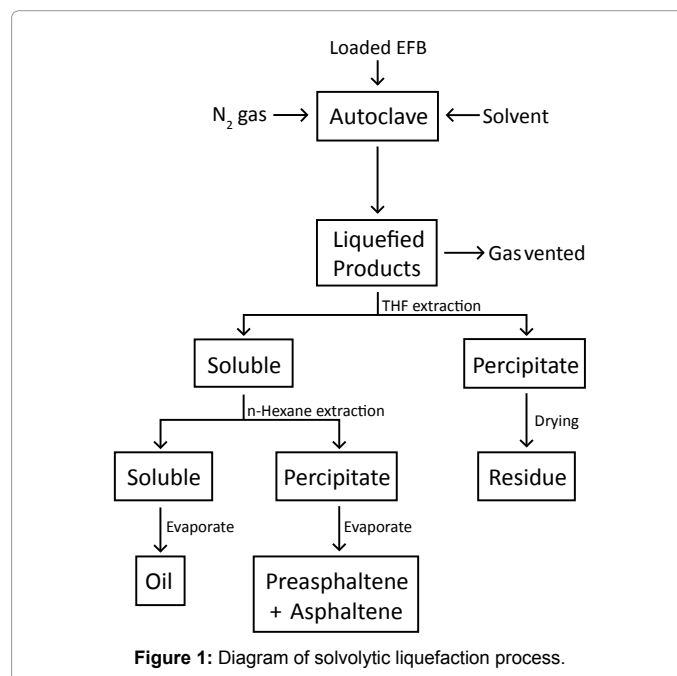 Loaded EFB
N2 gas
Autoclave
Solvent
Liquefied
Products
Gas vented
THF extraction
Soluble
Percipitate
n-Hexane extraction
Drying
Soluble
Percipitate
Residue
Evaporate
Evaporate
Oil
Preasphaltene
+ Asphaltene
Figure 1: Diagram of solvolytic liquefaction process.